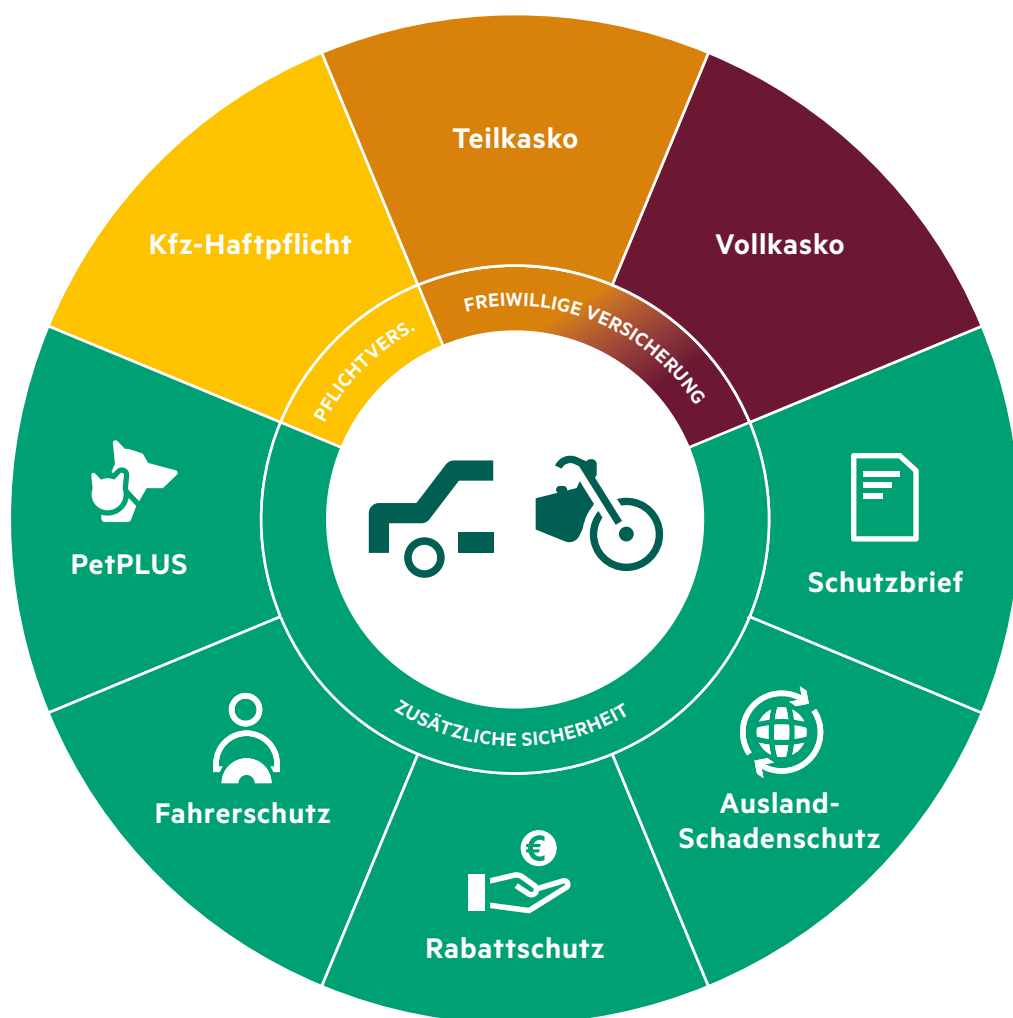 Teilkasko
Kfz-Haftpflicht
Vollkasko
PFLICHTVERS.
FREIWILLIGE VERSICHERUNG
PetPLUS
Schutzbrief
ZUSÄTZLICHE SICHERHEIT
Fahrerschutz
Ausland-
Schadenschutz
€
Rabattschutz